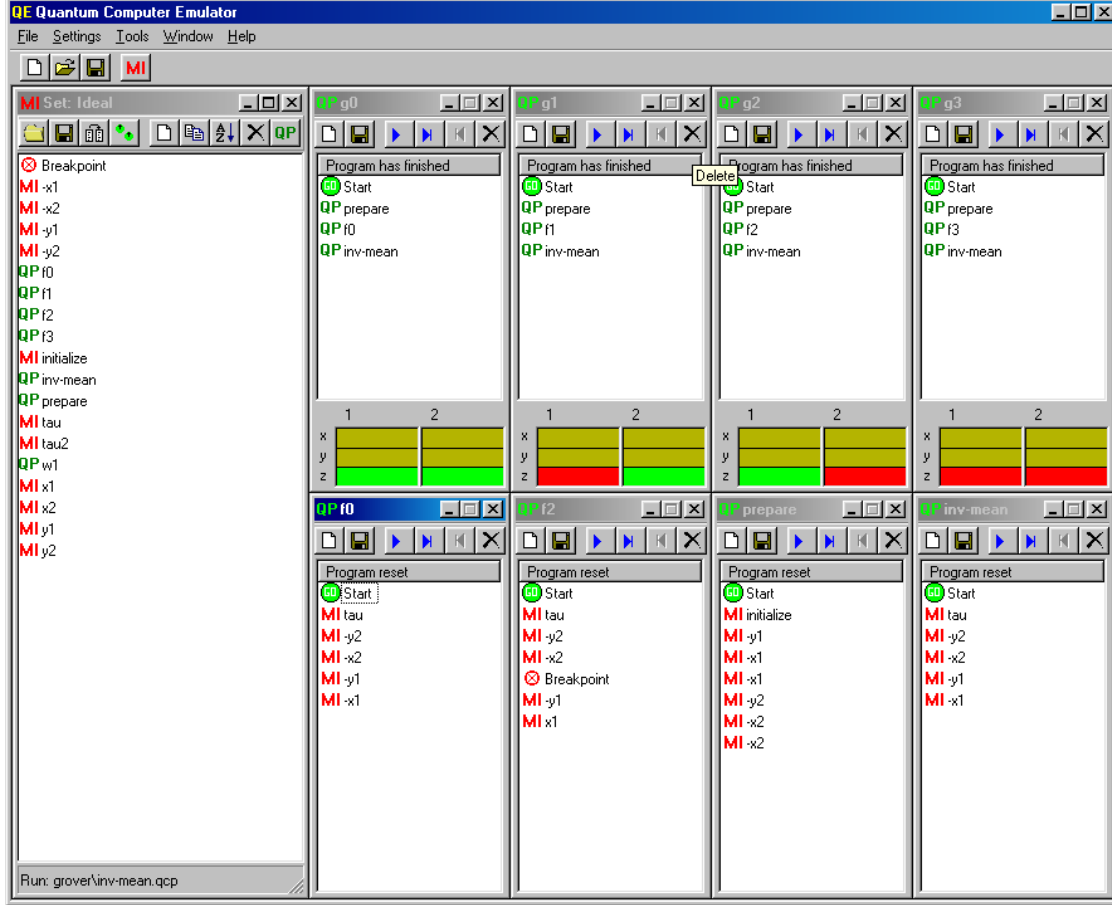 QE Quantum Computer Emulator
File Settings Tools Window Help
MI
MI Set: Ideal
QP
Breakpoint
MI -x1
MI -x2
MI -y1
MI -y2
QP f0
QP f1
QP f2
QP f3
MI initialize
QP inv-mean
QP prepare
MI tau
MI tau2
QP w1
MI x1
MI x2
MI y1
MI y2
Run: grover\inv-mean.qcp
QP g0
Program has finished
GO Start
QP prepare
QP f0
QP inv-mean
1 2
x
y
z
QP g1
Program has finished
GO Start
QP prepare
QP f1
QP inv-mean
1 2
x
y
z
Delete
QP g2
Program has finished
GO Start
QP prepare
QP f2
QP inv-mean
1 2
x
y
z
QP g3
Program has finished
GO Start
QP prepare
QP f3
QP inv-mean
1 2
x
y
z
QP f0
Program reset
GO Start
MI tau
MI -y2
MI -x2
MI -y1
MI -x1
QP f2
Program reset
GO Start
MI tau
MI -y2
MI -x2
Breakpoint
MI -y1
MI x1
QP prepare
Program reset
GO Start
MI initialize
MI -y1
MI -x1
MI -x1
MI -y2
MI -x2
MI -x2
QP inv-mean
Program reset
GO Start
MI tau
MI -y2
MI -x2
MI -y1
MI -x1